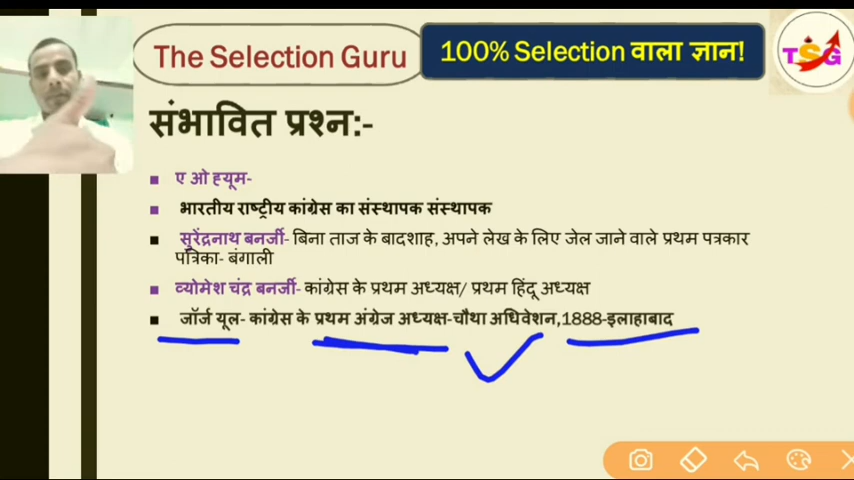 The Selection Guru
100% Selection वाला ज्ञान!
TSG
संभावित प्रश्न:-
ए ओ ह्यूम-
भारतीय राष्ट्रीय कांग्रेस का संस्थापक संस्थापक
सुरेंद्रनाथ बनर्जी- बिना ताज के बादशाह, अपने लेख के लिए जेल जाने वाले प्रथम पत्रकार
पत्रिका- बंगाली
व्योमेश चंद्र बनर्जी- कांग्रेस के प्रथम अध्यक्ष/ प्रथम हिंदू अध्यक्ष
जॉर्ज यूल- कांग्रेस के प्रथम अंग्रेज अध्यक्ष-चौथा अधिवेशन,1888-इलाहाबाद